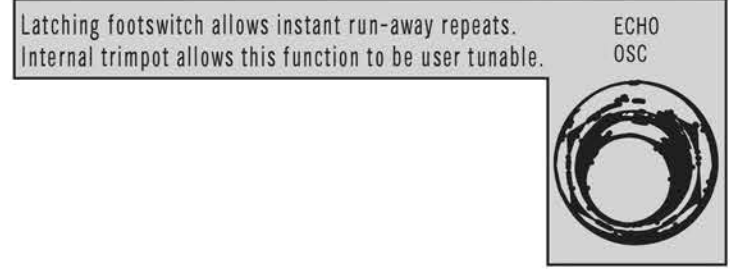 Latching footswitch allows instant run-away repeats.
Internal trimpot allows this function to be user tunable.
ECHO
OSC